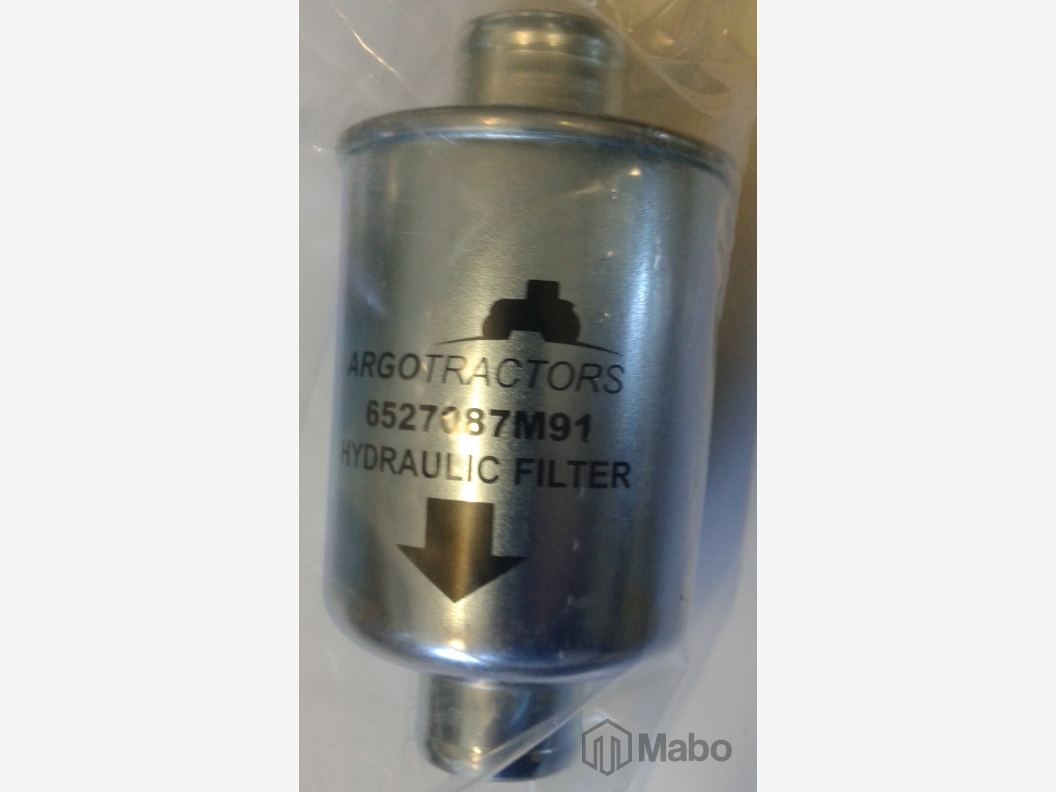 ARGOTRACTORS
6527087M91
HYDRAULIC FILTER
Mabo